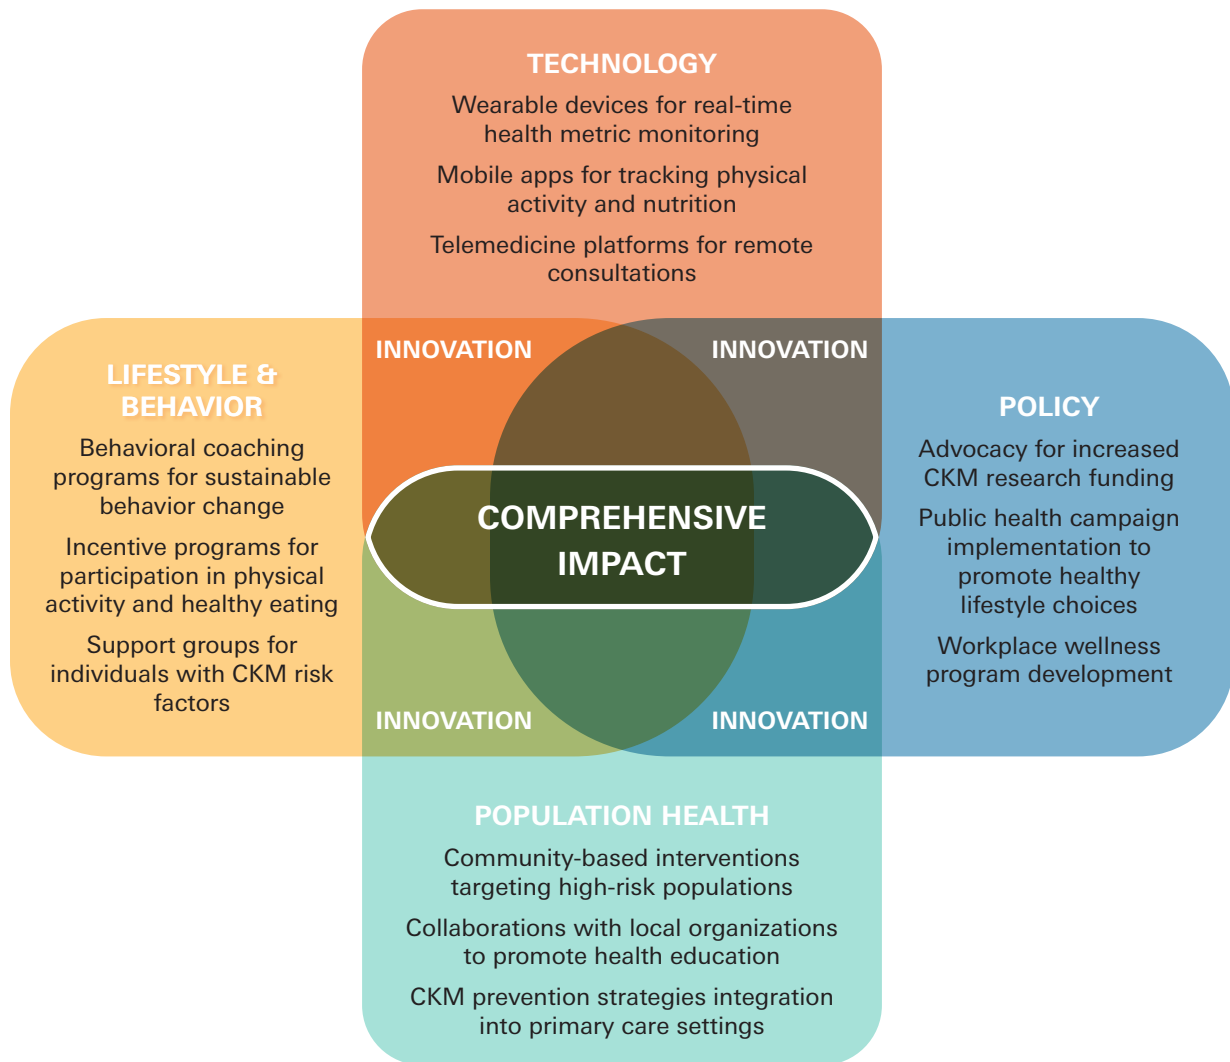 TECHNOLOGY
Wearable devices for real-time
health metric monitoring
Mobile apps for tracking physical
activity and nutrition
Telemedicine platforms for remote
consultations
INNOVATION
INNOVATION
LIFESTYLE &
BEHAVIOR
Behavioral coaching
programs for sustainable
behavior change
Incentive programs for
participation in physical
activity and healthy eating
Support groups for
individuals with CKM risk
factors
COMPREHENSIVE
IMPACT
POLICY
Advocacy for increased
CKM research funding
Public health campaign
implementation to
promote healthy
lifestyle choices
Workplace wellness
program development
INNOVATION
INNOVATION
POPULATION HEALTH
Community-based interventions
targeting high-risk populations
Collaborations with local organizations
to promote health education
CKM prevention strategies integration
into primary care settings